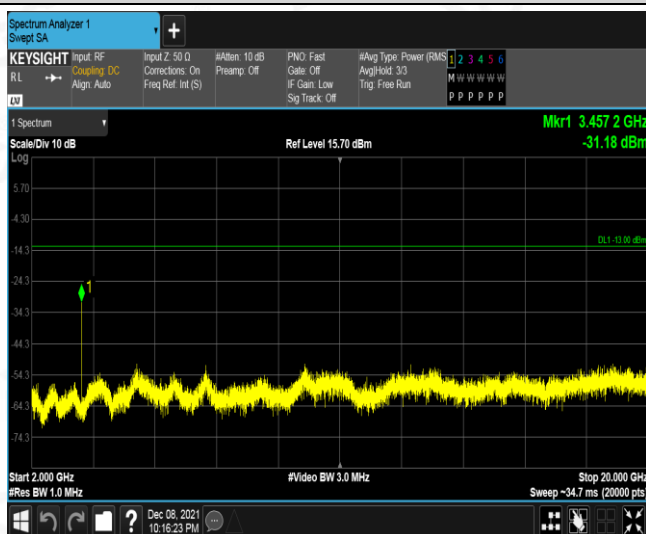 Spectrum Analyzer 1
Swept SA
+
KEYSIGHT
RL
LXI
Input: RF
Coupling: DC
Align: Auto
Input Z: 50 Ω
Corrections: On
Freq Ref: Int (S)
#Atten: 10 dB
Preamp: Off
PNO: Fast
Gate: Off
IF Gain: Low
Sig Track: Off
#Avg Type: Power (RMS
Avg|Hold: 3/3
Trig: Free Run
1 2 3 4 5 6
M W W W W W
P P P P P P
1 Spectrum
Mkr1 3.457 2 GHz
-31.18 dBm
Scale/Div 10 dB
Ref Level 15.70 dBm
Log
5.70
-4.30
DL1 -13.00 dBm
-14.3
-24.3
1
-34.3
-44.3
-54.3
-64.3
-74.3
Start 2.000 GHz
#Video BW 3.0 MHz
Stop 20.000 GHz
#Res BW 1.0 MHz
Sweep ~34.7 ms (20000 pts)
?
Dec 08, 2021
10:16:23 PM